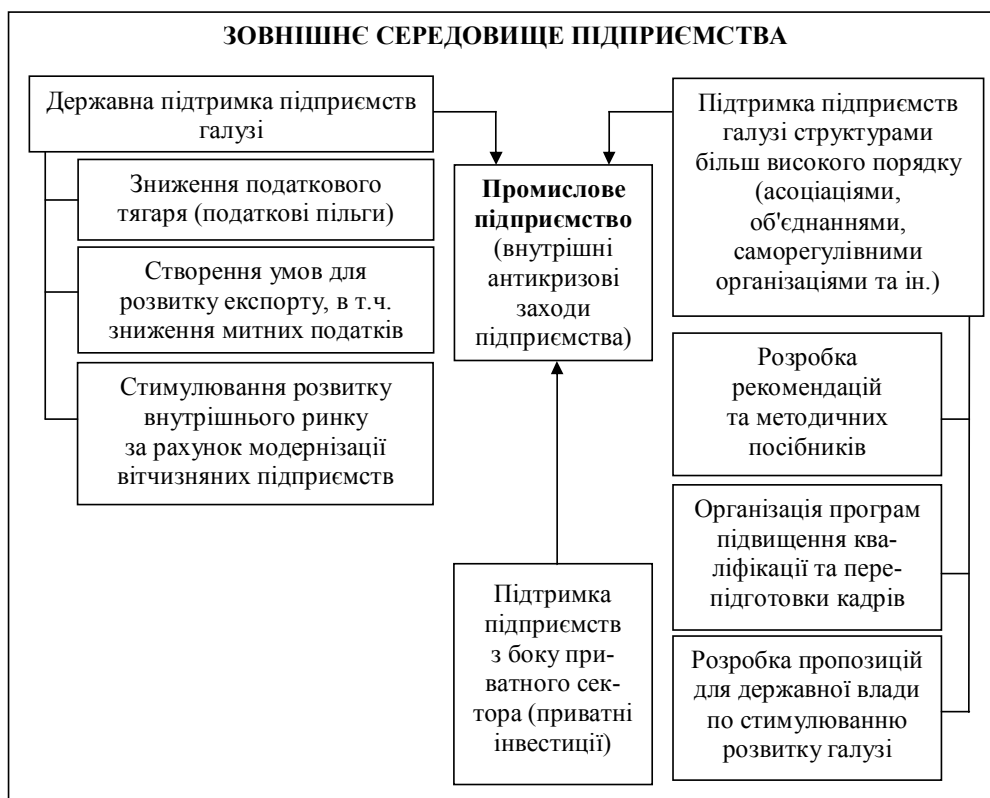 ЗОВНІШНЄ СЕРЕДОВИЩЕ ПІДПРИЄМСТВА
Державна підтримка підприємств
галузі
Зниження податкового
тягаря (податкові пільги)
Створення умов для
розвитку експорту, в т.ч.
зниження митних податків
Стимулювання розвитку
внутрішнього ринку
за рахунок модернізації
вітчизняних підприємств
Промислове
підприємство
(внутрішні
антикризові
заходи
підприємства)
Підтримка
підприємств
з боку при-
ватного сек-
тора (приватні
інвестиції)
Підтримка підприємств
галузі структурами
більш високого порядку
(асоціаціями,
об'єднаннями,
саморегулівними
організаціями та ін.)
Розробка
рекомендацій
та методичних
посібників
Організація програм
підвищення ква-
ліфікації та пере-
підготовки кадрів
Розробка пропозицій
для державної влади
по стимулюванню
розвитку галузі